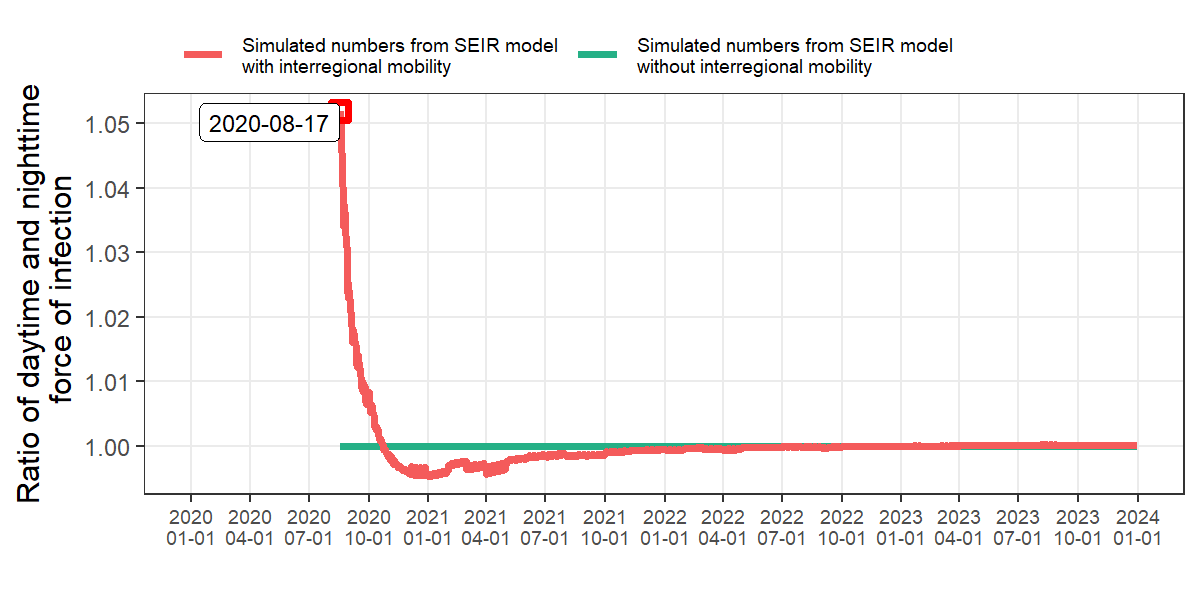 Simulated numbers from SEIR model
with interregional mobility
Simulated numbers from SEIR model
without interregional mobility
Ratio of daytime and nighttime
force of infection
1.05
1.04
1.03
1.02
1.01
1.00
2020-08-17
2020 2020 2020 2020 2021 2021 2021 2021 2022 2022 2022 2022 2023 2023 2023 2023 2024
01-01 04-01 07-01 10-01 01-01 04-01 07-01 10-01 01-01 04-01 07-01 10-01 01-01 04-01 07-01 10-01 01-01